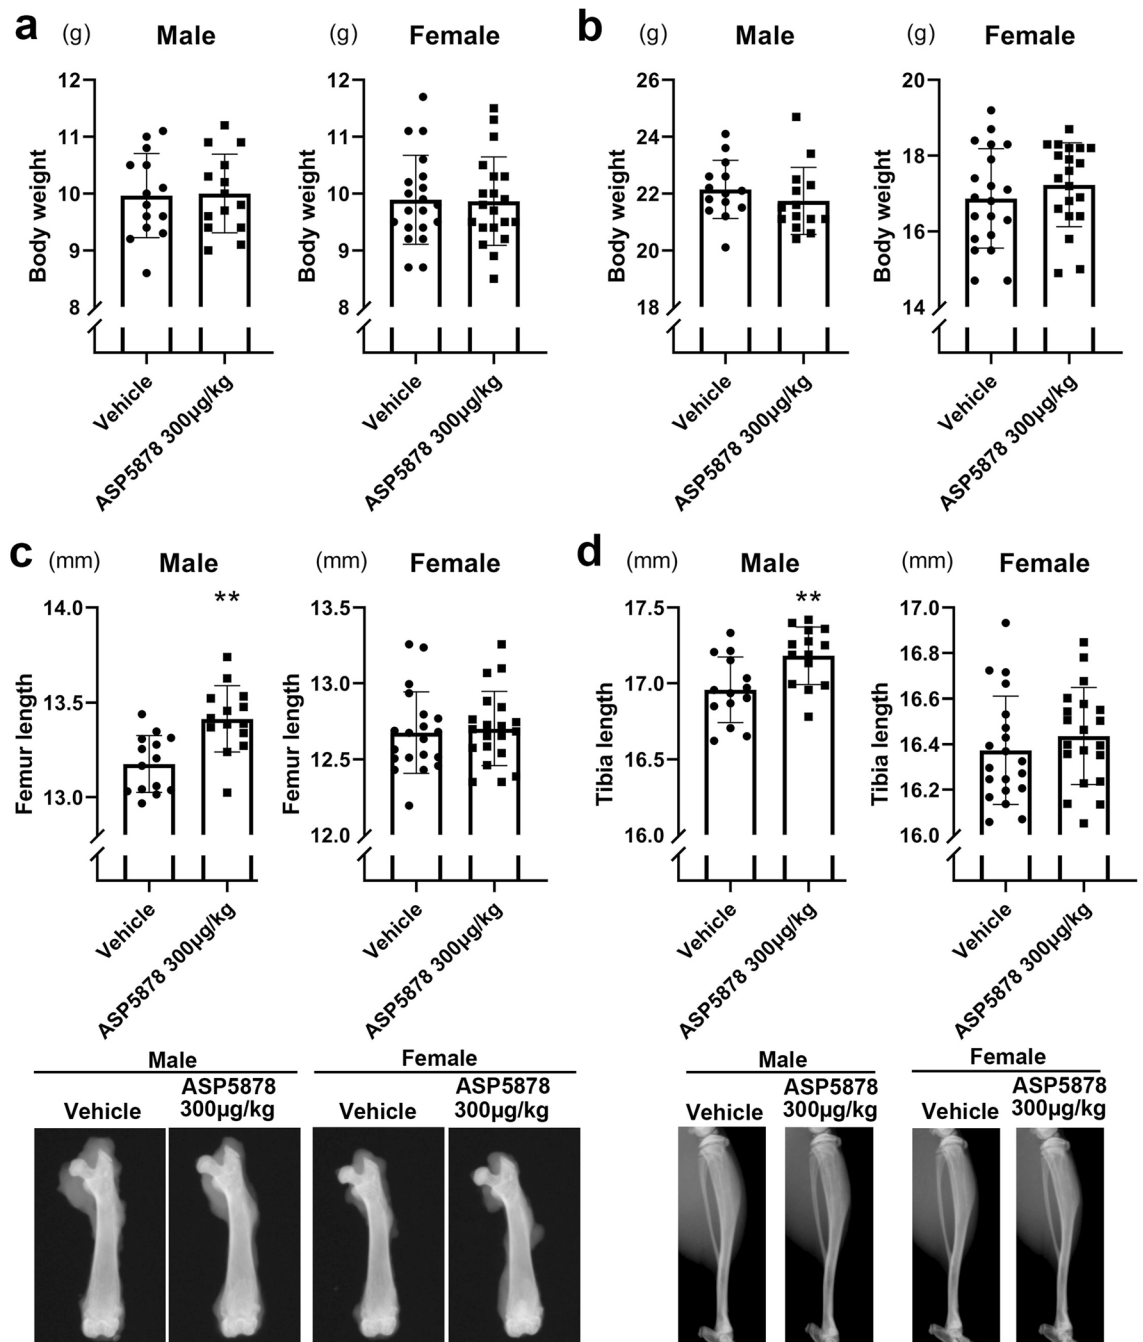 a (g) Male (g) Female b (g) Male (g) Female
Body weight 12 11 10 9 8
Vehicle
ASP5878 300µg/kg
Body weight 12 11 10 9 8
Vehicle
ASP5878 300µg/kg
Body weight 26 24 22 20 18
Vehicle
ASP5878 300µg/kg
Body weight 20 18 16 14
Vehicle
ASP5878 300µg/kg
c (mm) Male (mm) Female d (mm) Male (mm) Female
Femur length 14.0 13.5 13.0
**
Vehicle
ASP5878 300µg/kg
Femur length 13.5 13.0 12.5 12.0
Vehicle
ASP5878 300µg/kg
Tibia length 17.5 17.0 16.5 16.0
**
Vehicle
ASP5878 300µg/kg
Tibia length 17.0 16.8 16.6 16.4 16.2 16.0
Vehicle
ASP5878 300µg/kg
Male
Vehicle
ASP5878
300µg/kg
Female
Vehicle
ASP5878
300µg/kg
Male
Vehicle
ASP5878
300µg/kg
Female
Vehicle
ASP5878
300µg/kg